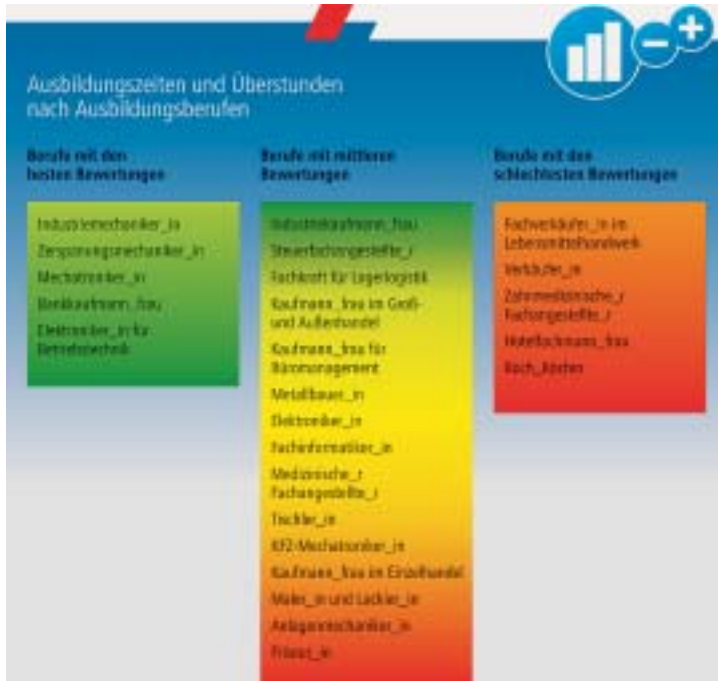 Ausbildungszeiten und Überstunden
nach Ausbildungsberufen
Berufe mit den
besten Bewertungen
Industriemechaniker_in
Zerspanungsmechaniker_in
Mechatroniker_in
Bankkaufmann_frau
Elektroniker_in für
Betriebstechnik
Berufe mit mittleren
Bewertungen
Industriekaufmann_frau
Steuerfachangestellte_r
Fachkraft für Lagerlogistik
Kaufmann_frau im Groß-
und Außenhandel
Kaufmann_frau für
Büromanagement
Metallbauer_in
Elektroniker_in
Fachinformatiker_in
Medizinische_r
Fachangestellte_r
Tischler_in
KFZ-Mechatroniker_in
Kaufmann_frau im Einzelhandel
Maler_in und Lackier_in
Anlagenmechaniker_in
Friseur_in
Berufe mit den
schlechtesten Bewertungen
Fachverkäufer_in im
Lebensmittelhandwerk
Verkäufer_in
Zahnmedizinische_r
Fachangestellte_r
Hotelfachmann_frau
Koch_Köchin